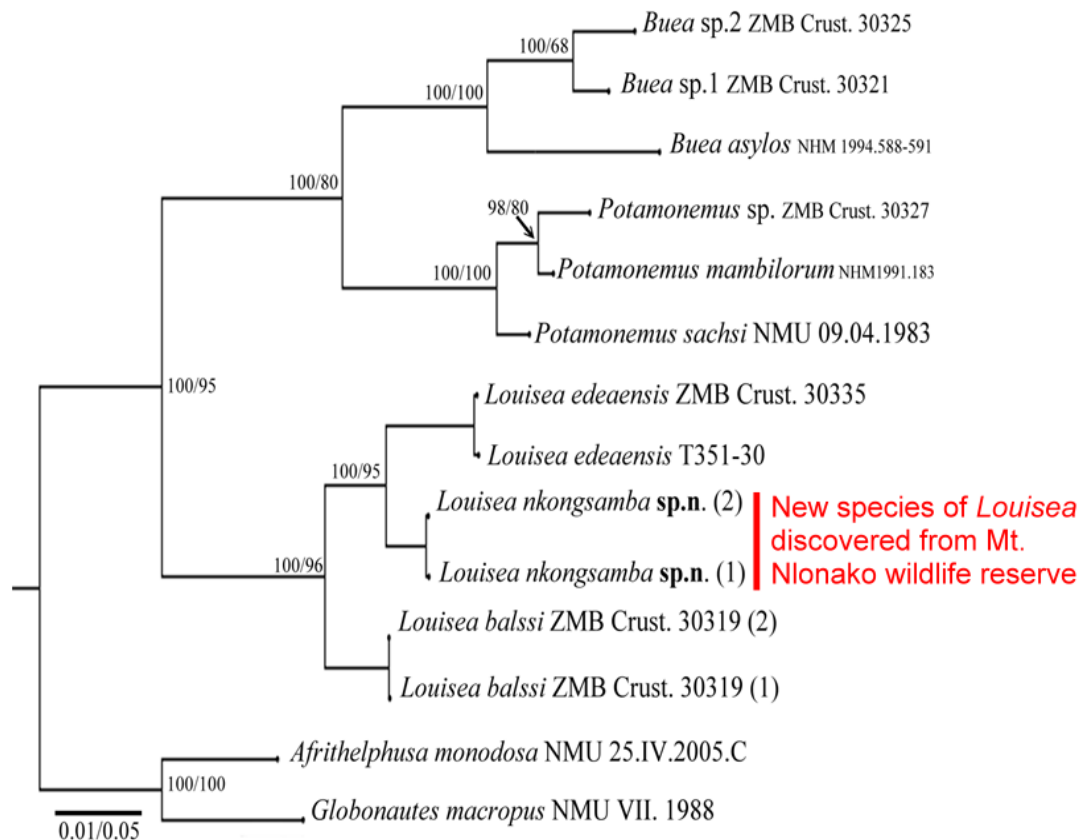 Buea sp.2 ZMB Crust. 30325
100/68
Buea sp.1 ZMB Crust. 30321
100/100
Buea asylos NHM 1994.588-591
100/80
98/80
Potamonemus sp. ZMB Crust. 30327
Potamonemus mambilorum NHM1991.183
100/100
Potamonemus sachsi NMU 09.04.1983
100/95
Louisea edeaensis ZMB Crust. 30335
Louisea edeaensis T351-30
100/95
Louisea nkongsamba sp.n. (2)
Louisea nkongsamba sp.n. (1)
New species of Louisea
discovered from Mt.
Nlonako wildlife reserve
100/96
Louisea balssi ZMB Crust. 30319 (2)
Louisea balssi ZMB Crust. 30319 (1)
Afrithelphusa monodosa NMU 25.IV.2005.C
100/100
Globonautes macropus NMU VII. 1988
0.01/0.05